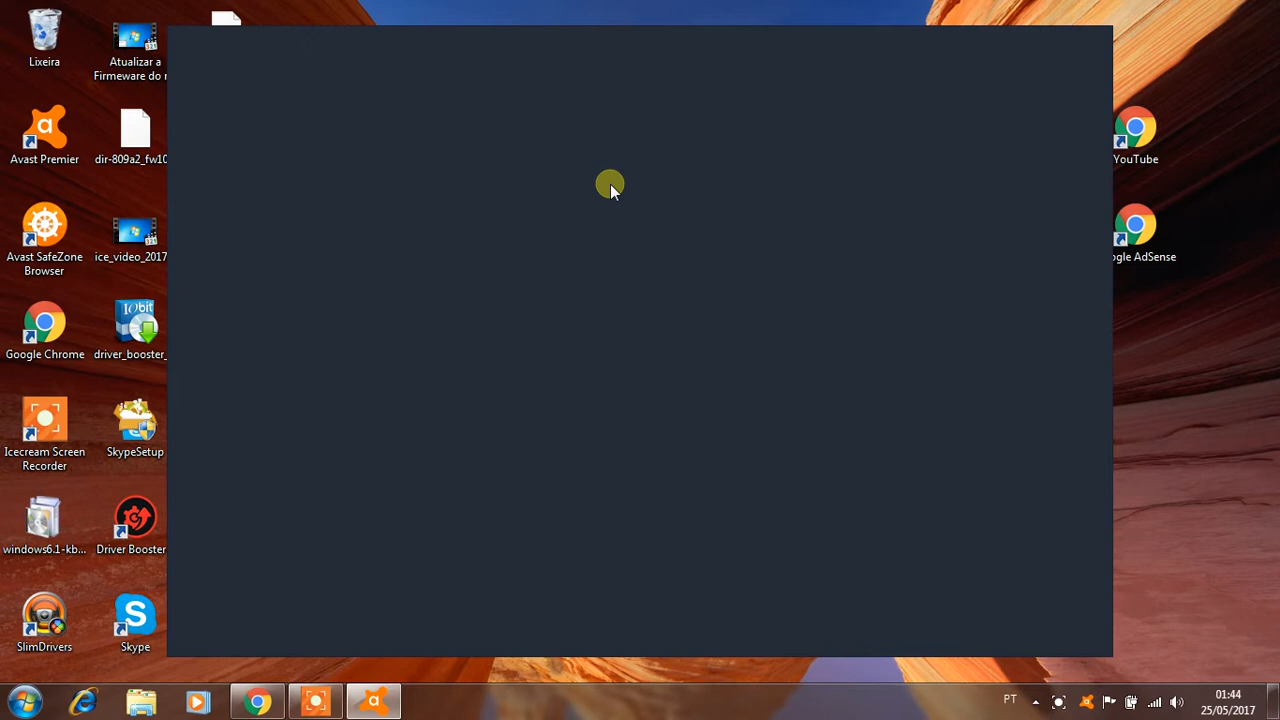 Lixeira
Atualizar a
Firmeware do r
Avast Premier
dir-809a2_fw10
YouTube
Avast SafeZone
Browser
ice_video_2017
ogle AdSense
Google Chrome
IObit
driver_booster_
Icecream Screen
Recorder
SkypeSetup
windows6.1-kb...
Driver Booster
SlimDrivers
Skype
PT
01:44
25/05/2017